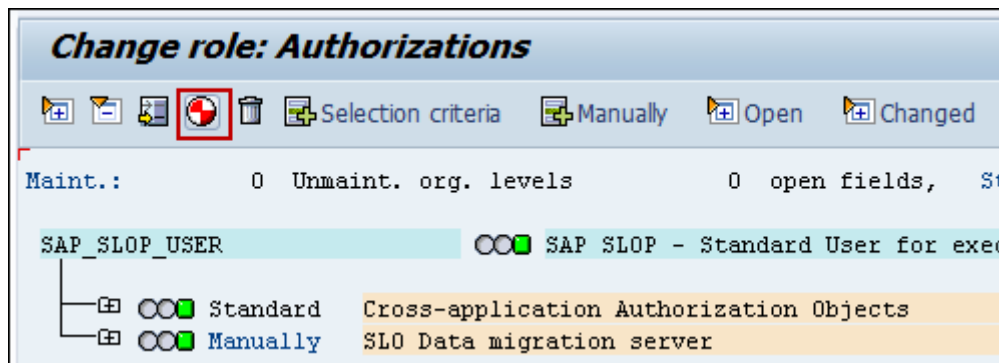 Change role: Authorizations
Selection criteria Manually Open Changed
Maint.: 0 Unmaint. org. levels 0 open fields,
SAP_SLOP_USER SAP SLOP - Standard User for
Standard Cross-application Authorization Objects
Manually SLO Data migration server